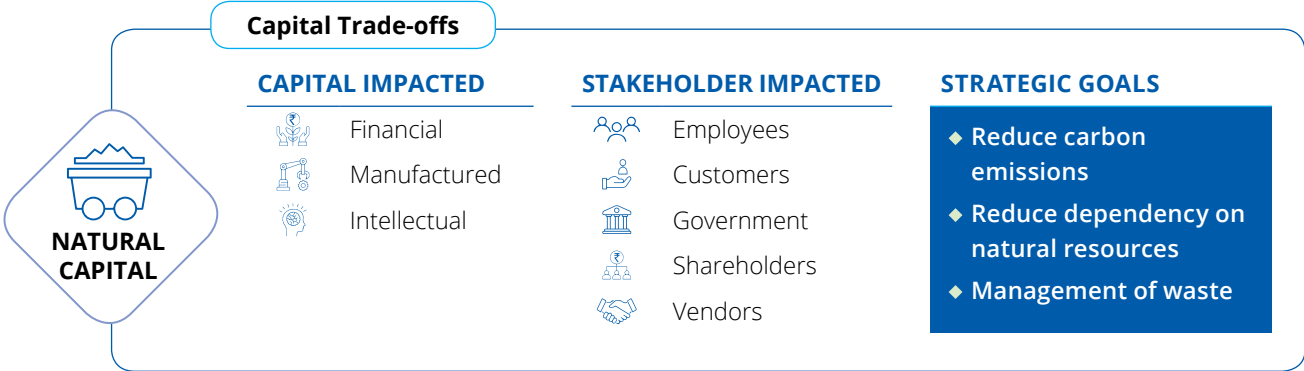 Capital Trade-offs
NATURAL
CAPITAL
CAPITAL IMPACTED
₹
Financial
Manufactured
Intellectual
STAKEHOLDER IMPACTED
Employees
Customers
Government
₹
Shareholders
Vendors
STRATEGIC GOALS
◆ Reduce carbon
emissions
◆ Reduce dependency on
natural resources
◆ Management of waste